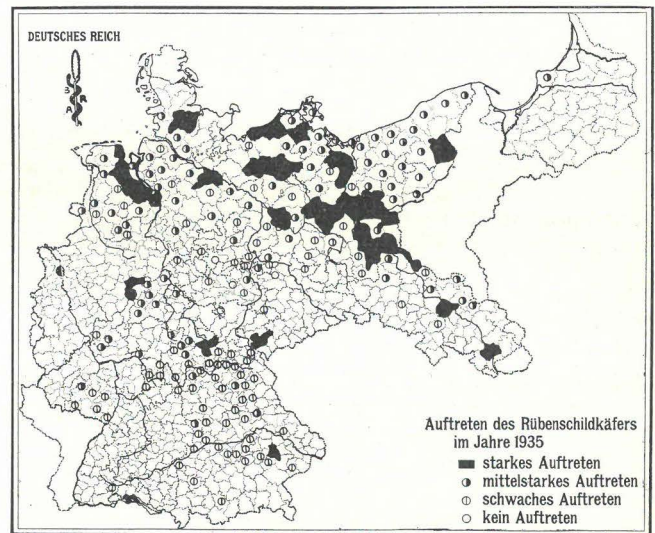 DEUTSCHES REICH
Auftreten des Rübenschildkäfers
im Jahre 1935
starkes Auftreten
mittelstarkes Auftreten
schwaches Auftreten
kein Auftreten